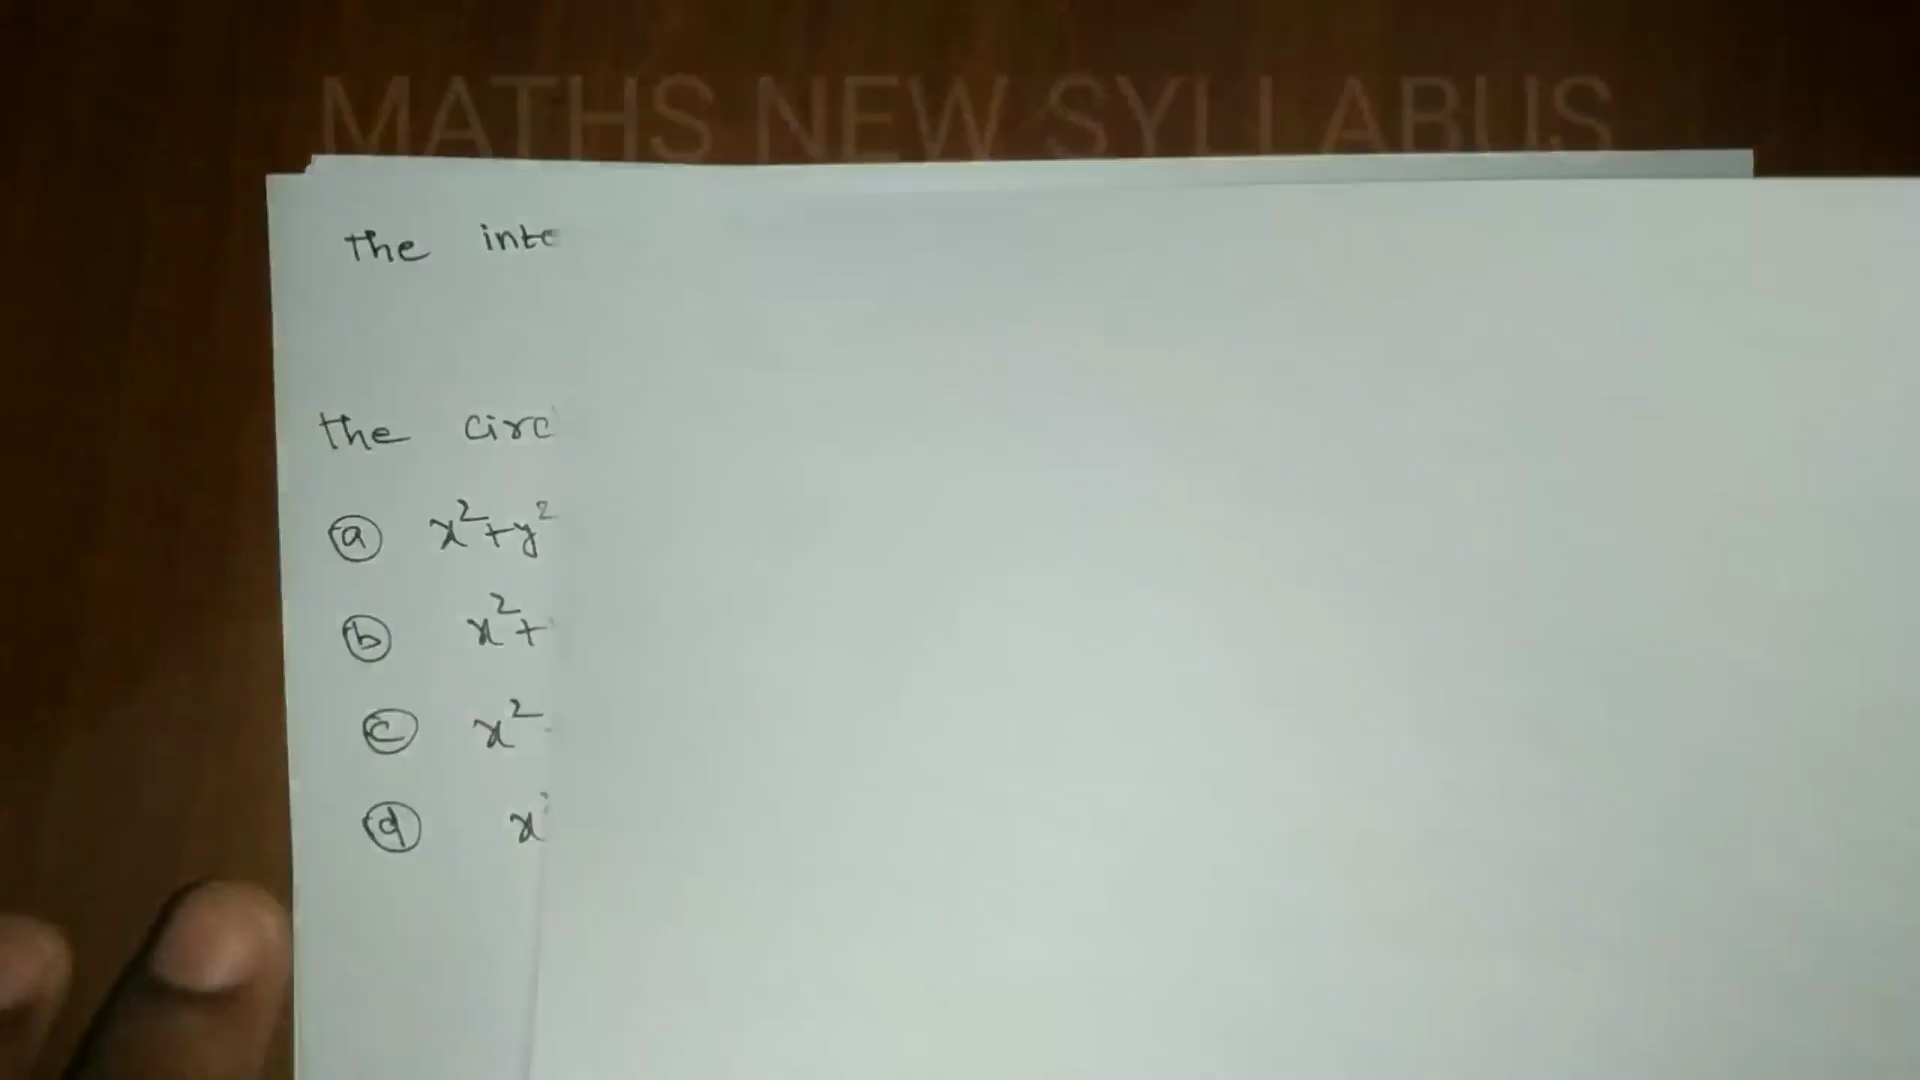 MATHS NEW SYLLABUS
The inte
the circ
(a) x²+y²
(b) x²+
(c) x²-
(d) x